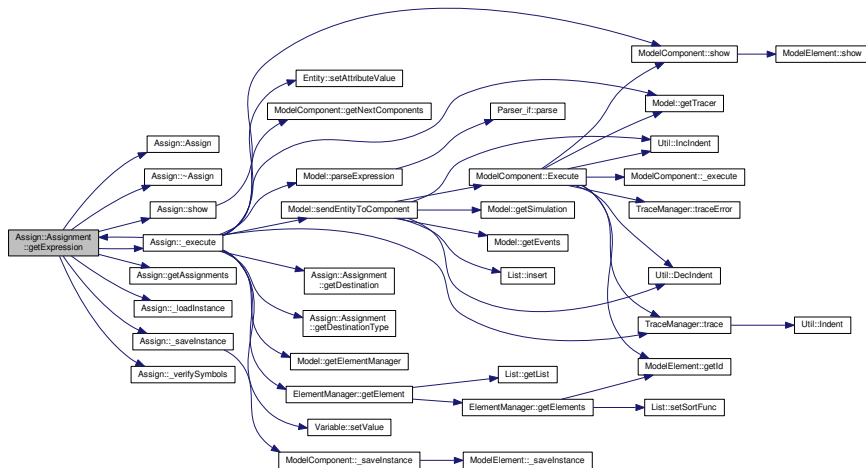 Assign::Assignment
::getExpression
Assign::Assign
Assign::~Assign
Assign::show
Assign::_execute
Assign::getAssignments
Assign::_loadInstance
Assign::_saveInstance
Assign::_verifySymbols
Entity::setAttributeValue
ModelComponent::getNextComponents
Model::parseExpression
Model::sendEntityToComponent
Assign::Assignment
::getDestination
Assign::Assignment
::getDestinationType
Model::getElementManager
ElementManager::getElement
Variable::setValue
ModelComponent::_saveInstance
Parser_if::parse
ModelComponent::Execute
Model::getSimulation
Model::getEvents
List::insert
List::getList
ElementManager::getElements
ModelElement::_saveInstance
ModelComponent::show
Model::getTracer
Util::IncIndent
ModelComponent::_execute
TraceManager::traceError
Util::DecIndent
TraceManager::trace
ModelElement::getId
List::setSortFunc
ModelElement::show
Util::Indent